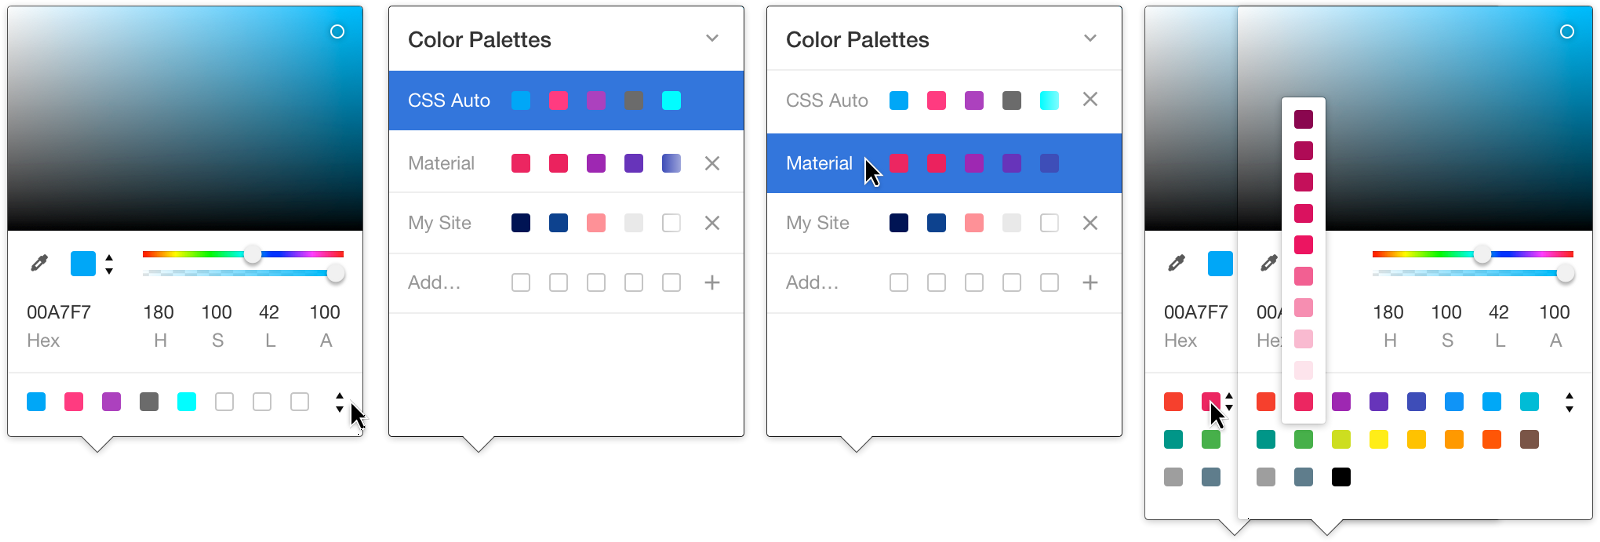 00A7F7 180 100 42 100
Hex H S L A
Color Palettes
CSS Auto
Material
My Site
Add...
Color Palettes
CSS Auto
Material
My Site
Add...
00A7F7
Hex
00A
He
180 100 42 100
H S L A